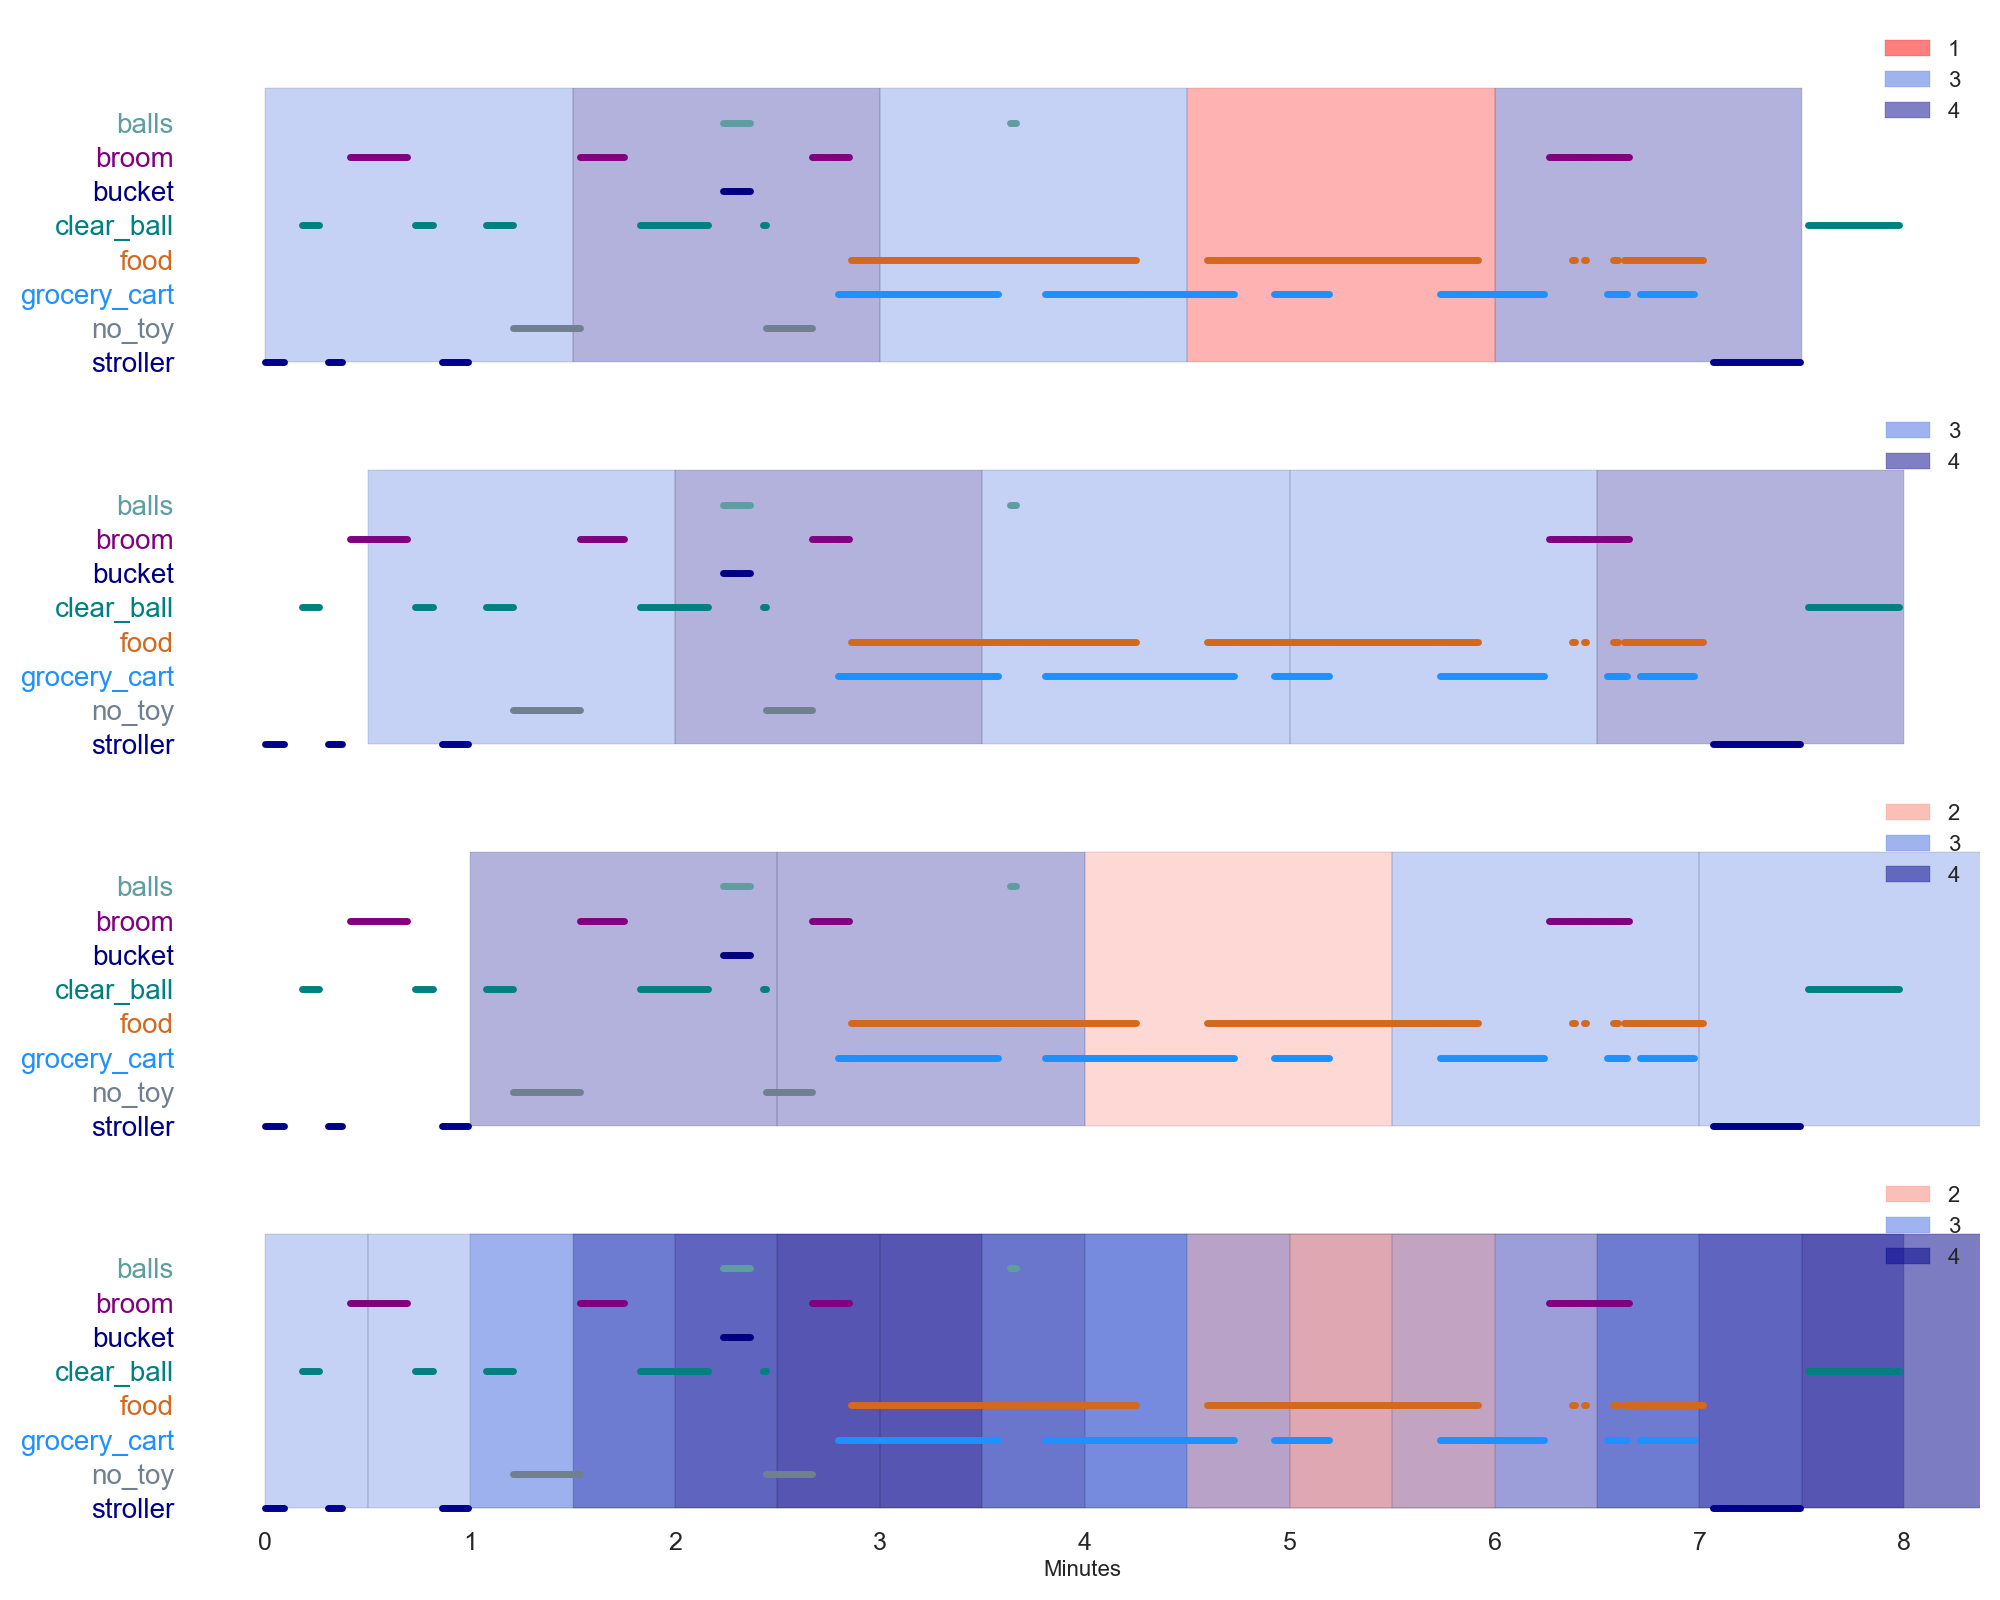 1
3
4
balls
broom
bucket
clear_ball
food
grocery_cart
no_toy
stroller
3
4
balls
broom
bucket
clear_ball
food
grocery_cart
no_toy
stroller
2
3
4
balls
broom
bucket
clear_ball
food
grocery_cart
no_toy
stroller
2
3
4
balls
broom
bucket
clear_ball
food
grocery_cart
no_toy
stroller
0 1 2 3 4 5 6 7 8
Minutes